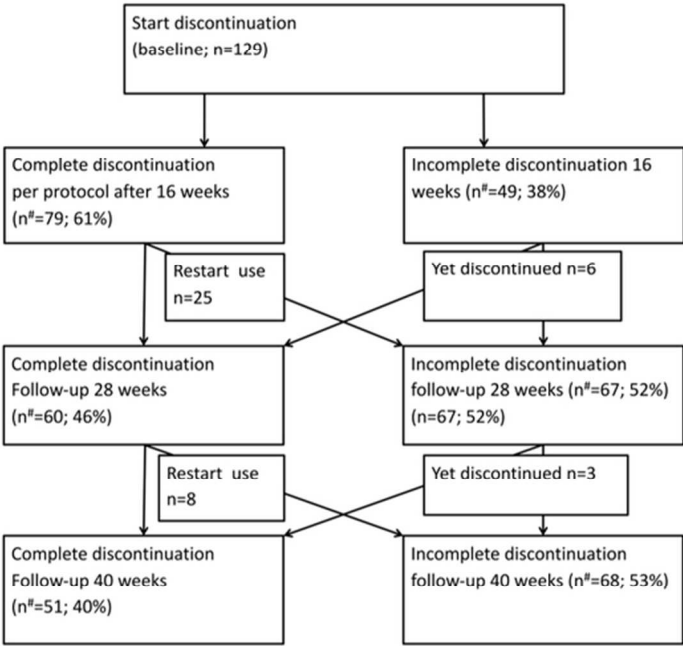 Start discontinuation
(baseline; n=129)
Complete discontinuation
per protocol after 16 weeks
(n#=79; 61%)
Incomplete discontinuation 16
weeks (n#=49; 38%)
Restart use
n=25
Yet discontinued n=6
Complete discontinuation
Follow-up 28 weeks
(n#=60; 46%)
Incomplete discontinuation
follow-up 28 weeks (n#=67; 52%)
(n=67; 52%)
Restart use
n=8
Yet discontinued n=3
Complete discontinuation
Follow-up 40 weeks
(n#=51; 40%)
Incomplete discontinuation
follow-up 40 weeks (n#=68; 53%)